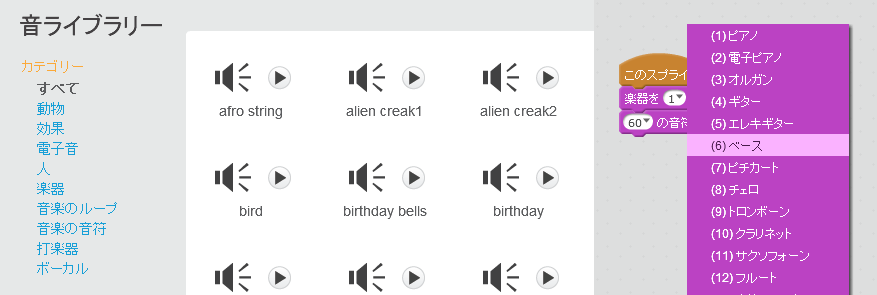 音ライブラリー
カテゴリー
すべて
動物
効果
電子音
人
楽器
音楽のループ
音楽の音符
打楽器
ボーカル
afro string
alien creak1
alien creak2
bird
birthday bells
birthday
このスプライ
楽器を 1
60 の音符
(1)ピアノ
(2)電子ピアノ
(3)オルガン
(4)ギター
(5)エレキギター
(6)ベース
(7)ピチカート
(8)チェロ
(9)トロンボーン
(10)クラリネット
(11)サクソフォーン
(12)フルート